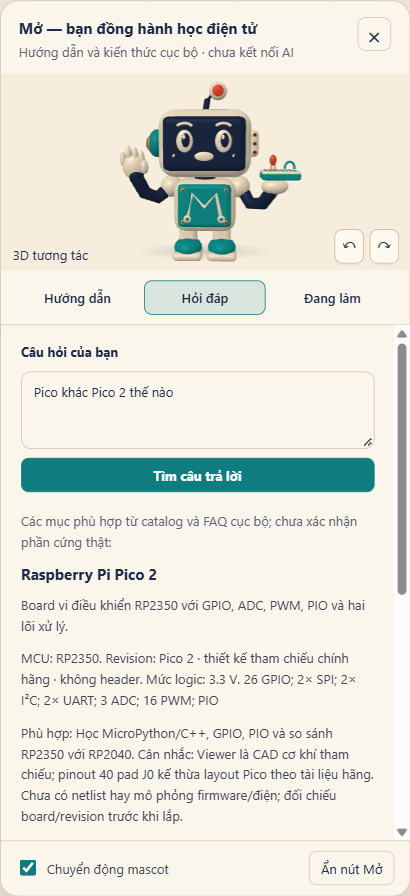 Mở — bạn đồng hành học điện tử
Hướng dẫn và kiến thức cục bộ · chưa kết nối AI
M
3D tương tác
Hướng dẫn
Hỏi đáp
Đang làm
Câu hỏi của bạn
Pico khác Pico 2 thế nào
Tìm câu trả lời
Các mục phù hợp từ catalog và FAQ cục bộ; chưa xác nhận
phần cứng thật:
Raspberry Pi Pico 2
Board vi điều khiển RP2350 với GPIO, ADC, PWM, PIO và hai
lõi xử lý.
MCU: RP2350. Revision: Pico 2 · thiết kế tham chiếu chính
hãng · không header. Mức logic: 3.3 V. 26 GPIO; 2× SPI; 2×
I²C; 2× UART; 3 ADC; 16 PWM; PIO
Phù hợp: Học MicroPython/C++, GPIO, PIO và so sánh
RP2350 với RP2040. Cân nhắc: Viewer là CAD cơ khí tham
chiếu; pinout 40 pad J0 kế thừa layout Pico theo tài liệu hãng.
Chưa có netlist hay mô phỏng firmware/điện; đối chiếu
board/revision trước khi lắp.
Chuyển động mascot
Ẩn nút Mở